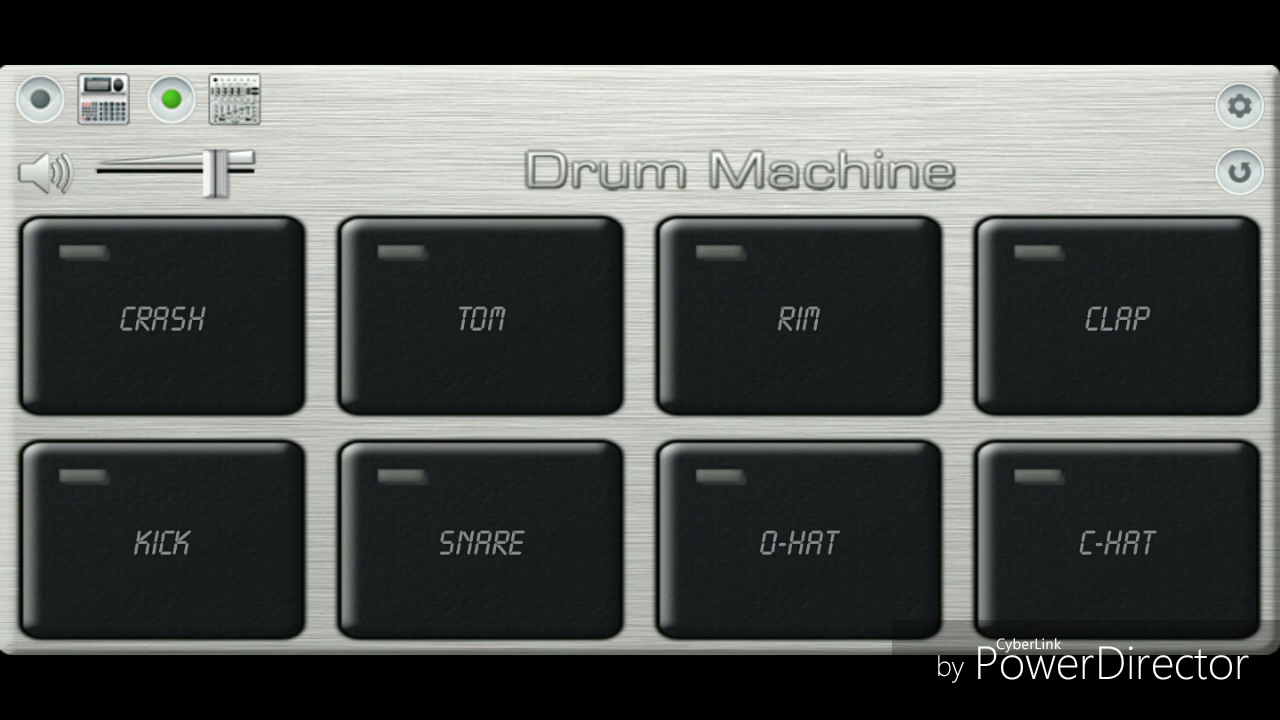 Drum Machine
CRASH
TOM
RIM
CLAP
KICK
SNARE
O-HAT
C-HAT
CyberLink
by PowerDirector